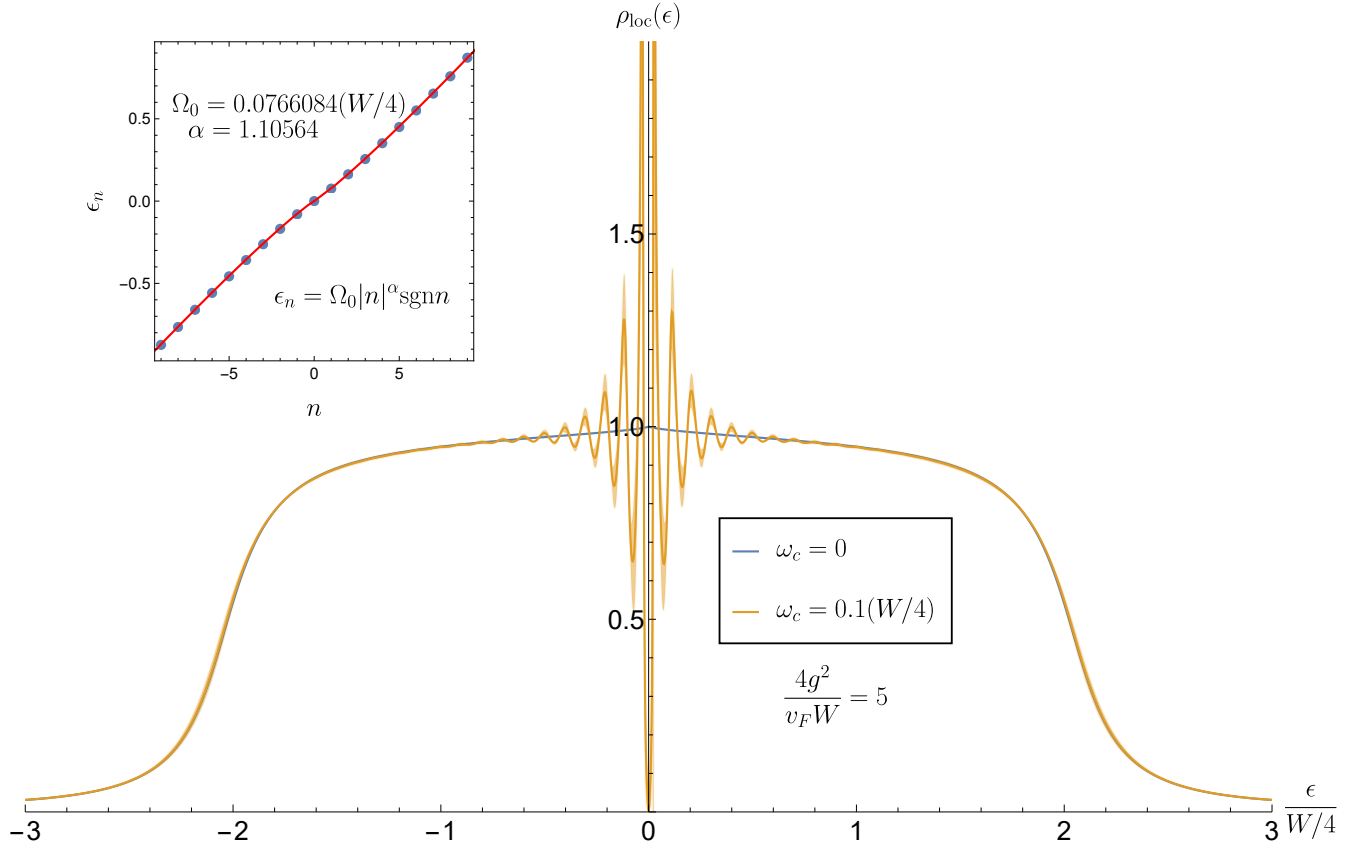 ρ_loc(ϵ)
Ω_0 = 0.0766084(W/4)
α = 1.10564
ϵ_n = Ω_0|n|^α sgn n
ϵ_n
0.5
0.0
−0.5
−5
0
5
n
1.5
1.0
0.5
ω_c = 0
ω_c = 0.1(W/4)
4g^2
v_F W
= 5
−3
−2
−1
0
1
2
3
ϵ
W/4